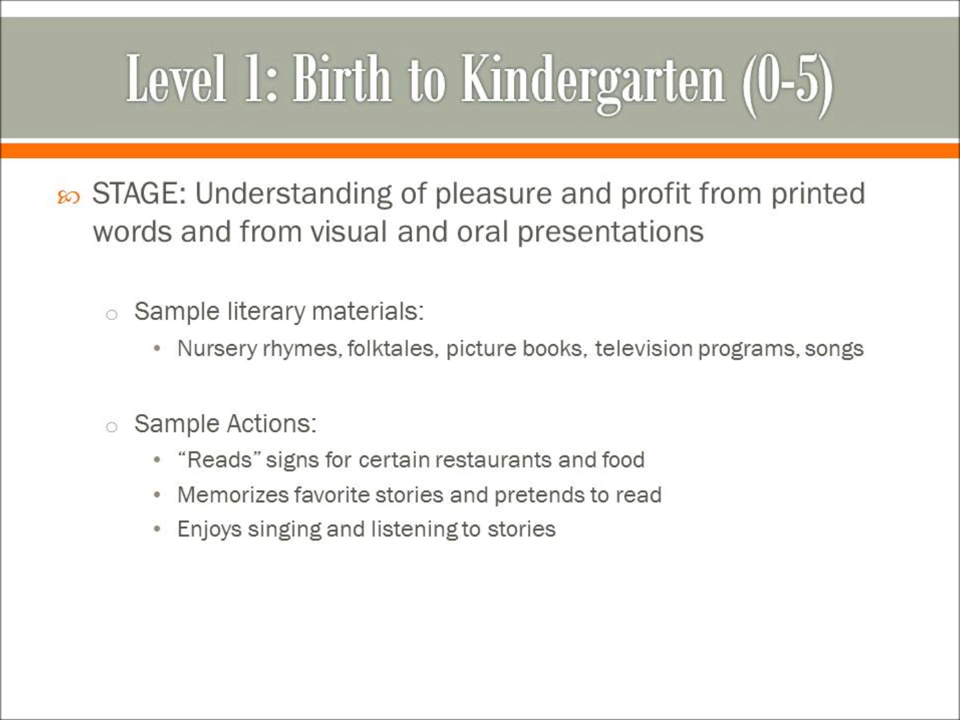 Level 1: Birth to Kindergarten (0-5)
STAGE: Understanding of pleasure and profit from printed
words and from visual and oral presentations
Sample literary materials:
• Nursery rhymes, folktales, picture books, television programs, songs
Sample Actions:
• “Reads” signs for certain restaurants and food
• Memorizes favorite stories and pretends to read
• Enjoys singing and listening to stories